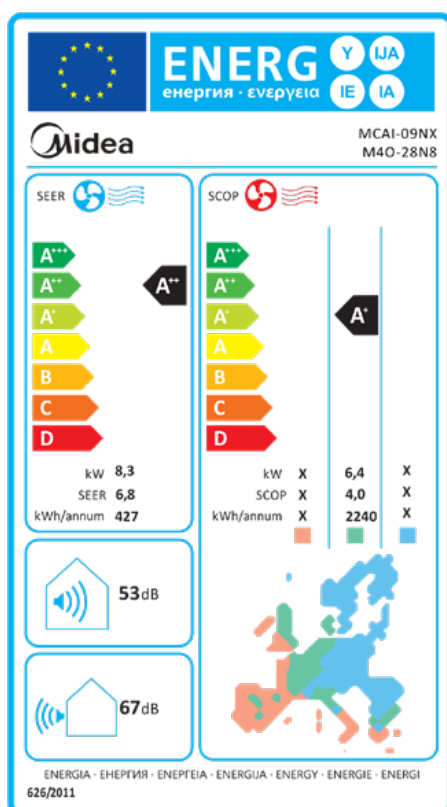 ENERG
енергия · ενεργεια
Y IJA
IE IA
Midea
MCAI-09NX
M4O-28N8
SEER
A+++
A++
A+
A
B
C
D
A++
kW 8,3
SEER 6,8
kWh/annum 427
SCOP
A+++
A++
A+
A
B
C
D
A+
kW X 6,4 X
SCOP X 4,0 X
kWh/annum X 2240 X
53dB
67dB
ENERGIA · ЕНЕРГИЯ · ΕΝΕΡΓΕΙΑ · ENERGIJA · ENERGY · ENERGIE · ENERGI
626/2011